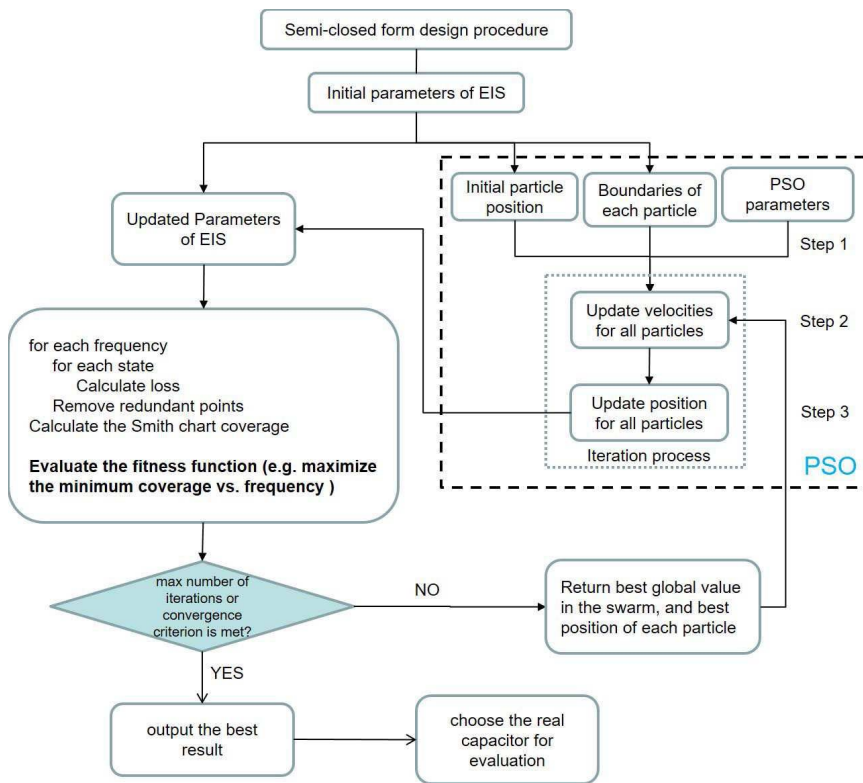 Semi-closed form design procedure
Initial parameters of EIS
Initial particle
position
Boundaries of
each particle
PSO
parameters
Step 1
Updated Parameters
of EIS
Update velocities
for all particles
Step 2
for each frequency
for each state
Calculate loss
Remove redundant points
Calculate the Smith chart coverage
Evaluate the fitness function (e.g. maximize
the minimum coverage vs. frequency )
Update position
for all particles
Step 3
Iteration process
PSO
max number of
iterations or
convergence
criterion is met?
NO
Return best global value
in the swarm, and best
position of each particle
YES
output the best
result
choose the real
capacitor for
evaluation